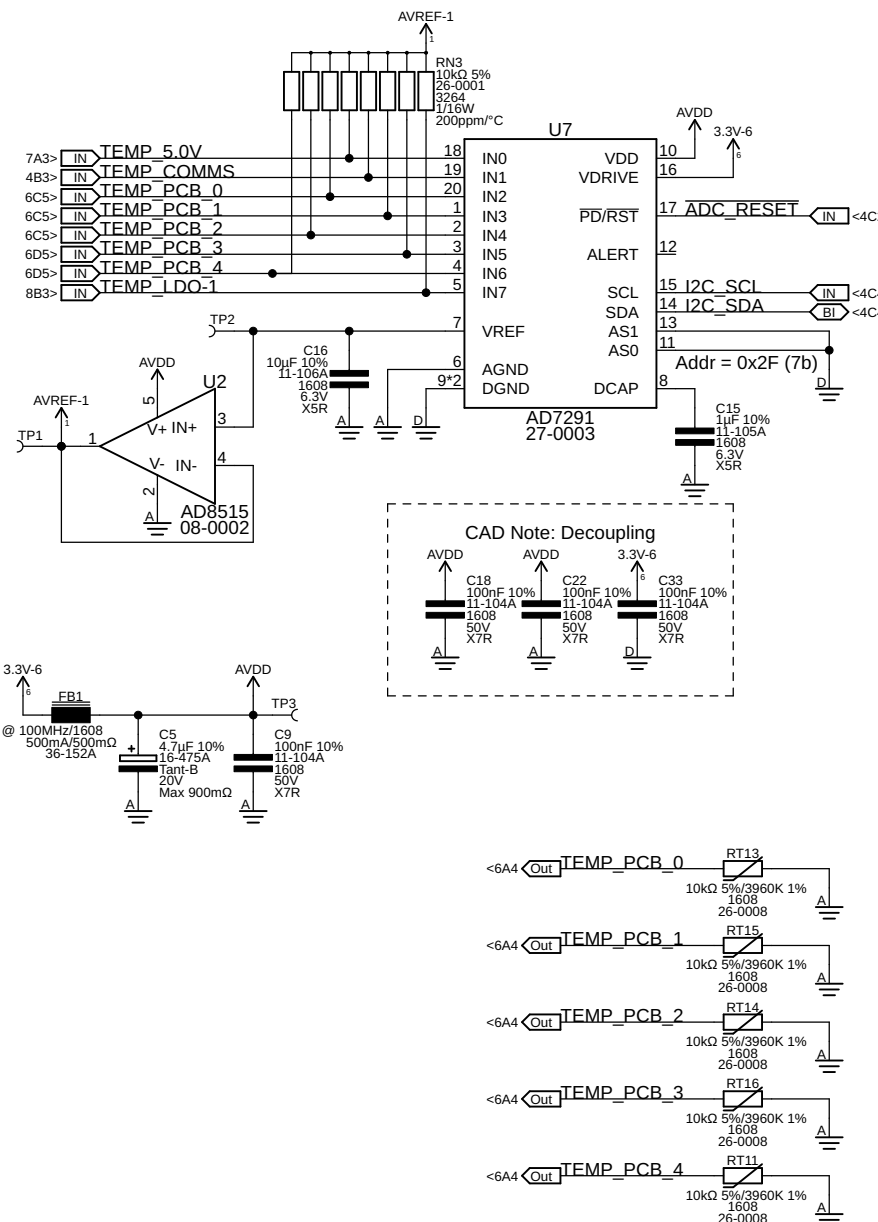 AVREF-1
1
RN3
10kΩ 5%
26-0001
3264
1/16W
200ppm/°C
U7
AVDD
3.3V-6
6
7A3> IN TEMP_5.0V 18 IN0 VDD 10
4B3> IN TEMP_COMMS 19 IN1 VDRIVE 16
6C5> IN TEMP_PCB_0 20 IN2
6C5> IN TEMP_PCB_1 1 IN3 PD/RST 17 ADC_RESET IN
6C5> IN TEMP_PCB_2 2 IN4
6D5> IN TEMP_PCB_3 3 IN5 ALERT 12
6D5> IN TEMP_PCB_4 4 IN6
8B3> IN TEMP_LDO-1 5 IN7 SCL 15 I2C_SCL IN
SDA 14 I2C_SDA BI
TP2 7 VREF AS1 13
AS0 11
Addr = 0x2F (7b)
D
6 AGND
9*2 DGND DCAP 8
AD7291
27-0003
C16
10µF 10%
11-106A
1608
6.3V
X5R
A
A
D
C15
1µF 10%
11-105A
1608
6.3V
X5R
A
AVDD
U2
AVREF-1
1
TP1
1
5
V+ IN+ 3
V- IN- 4
2
A
AD8515
08-0002
CAD Note: Decoupling
AVDD
C18
100nF 10%
11-104A
1608
50V
X7R
A
AVDD
C22
100nF 10%
11-104A
1608
50V
X7R
A
3.3V-6
6
C33
100nF 10%
11-104A
1608
50V
X7R
D
3.3V-6
6
FB1
@ 100MHz/1608
500mA/500mΩ
36-152A
AVDD
TP3
+
C5
4.7µF 10%
16-475A
Tant-B
20V
Max 900mΩ
A
C9
100nF 10%
11-104A
1608
50V
X7R
A
<6A4 Out TEMP_PCB_0 RT13
10kΩ 5%/3960K 1%
1608
26-0008
A
<6A4 Out TEMP_PCB_1 RT15
10kΩ 5%/3960K 1%
1608
26-0008
A
<6A4 Out TEMP_PCB_2 RT14
10kΩ 5%/3960K 1%
1608
26-0008
A
<6A4 Out TEMP_PCB_3 RT16
10kΩ 5%/3960K 1%
1608
26-0008
A
<6A4 Out TEMP_PCB_4 RT11
10kΩ 5%/3960K 1%
1608
26-0008
A